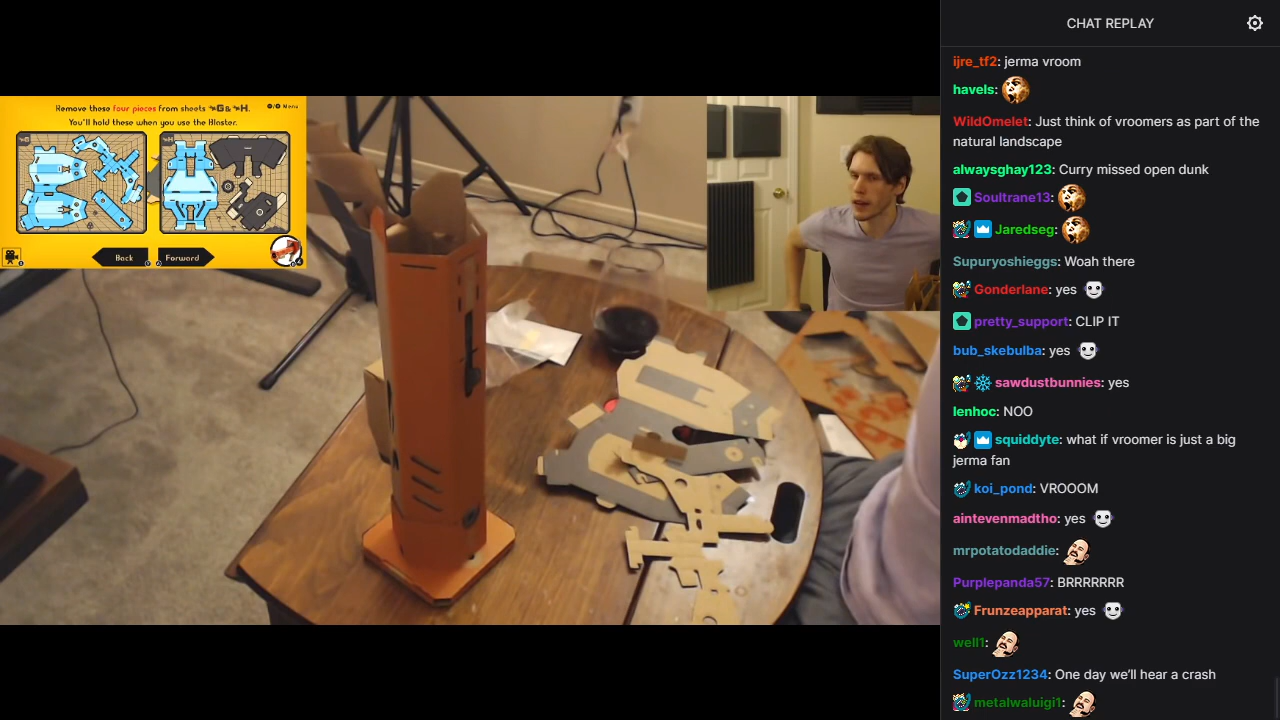 CHAT REPLAY
Remove these four pieces from sheets G & H.
You'll hold these when you use the Blaster.
Menu
Back
Forward
ijre_tf2: jerma vroom
havels:
WildOmelet: Just think of vroomers as part of the
natural landscape
alwaysghay123: Curry missed open dunk
Soultrane13:
Jaredseg:
Supuryoshieggs: Woah there
Gonderlane: yes
pretty_support: CLIP IT
bub_skebulba: yes
sawdustbunnies: yes
lenhoc: NOO
squiddyte: what if vroomer is just a big
jerma fan
koi_pond: VROOOM
aintevenmadtho: yes
mrpotatodaddie:
Purplepanda57: BRRRRRRR
Frunzeapparat: yes
well1:
SuperOzz1234: One day we'll hear a crash
metalwaluigi1: